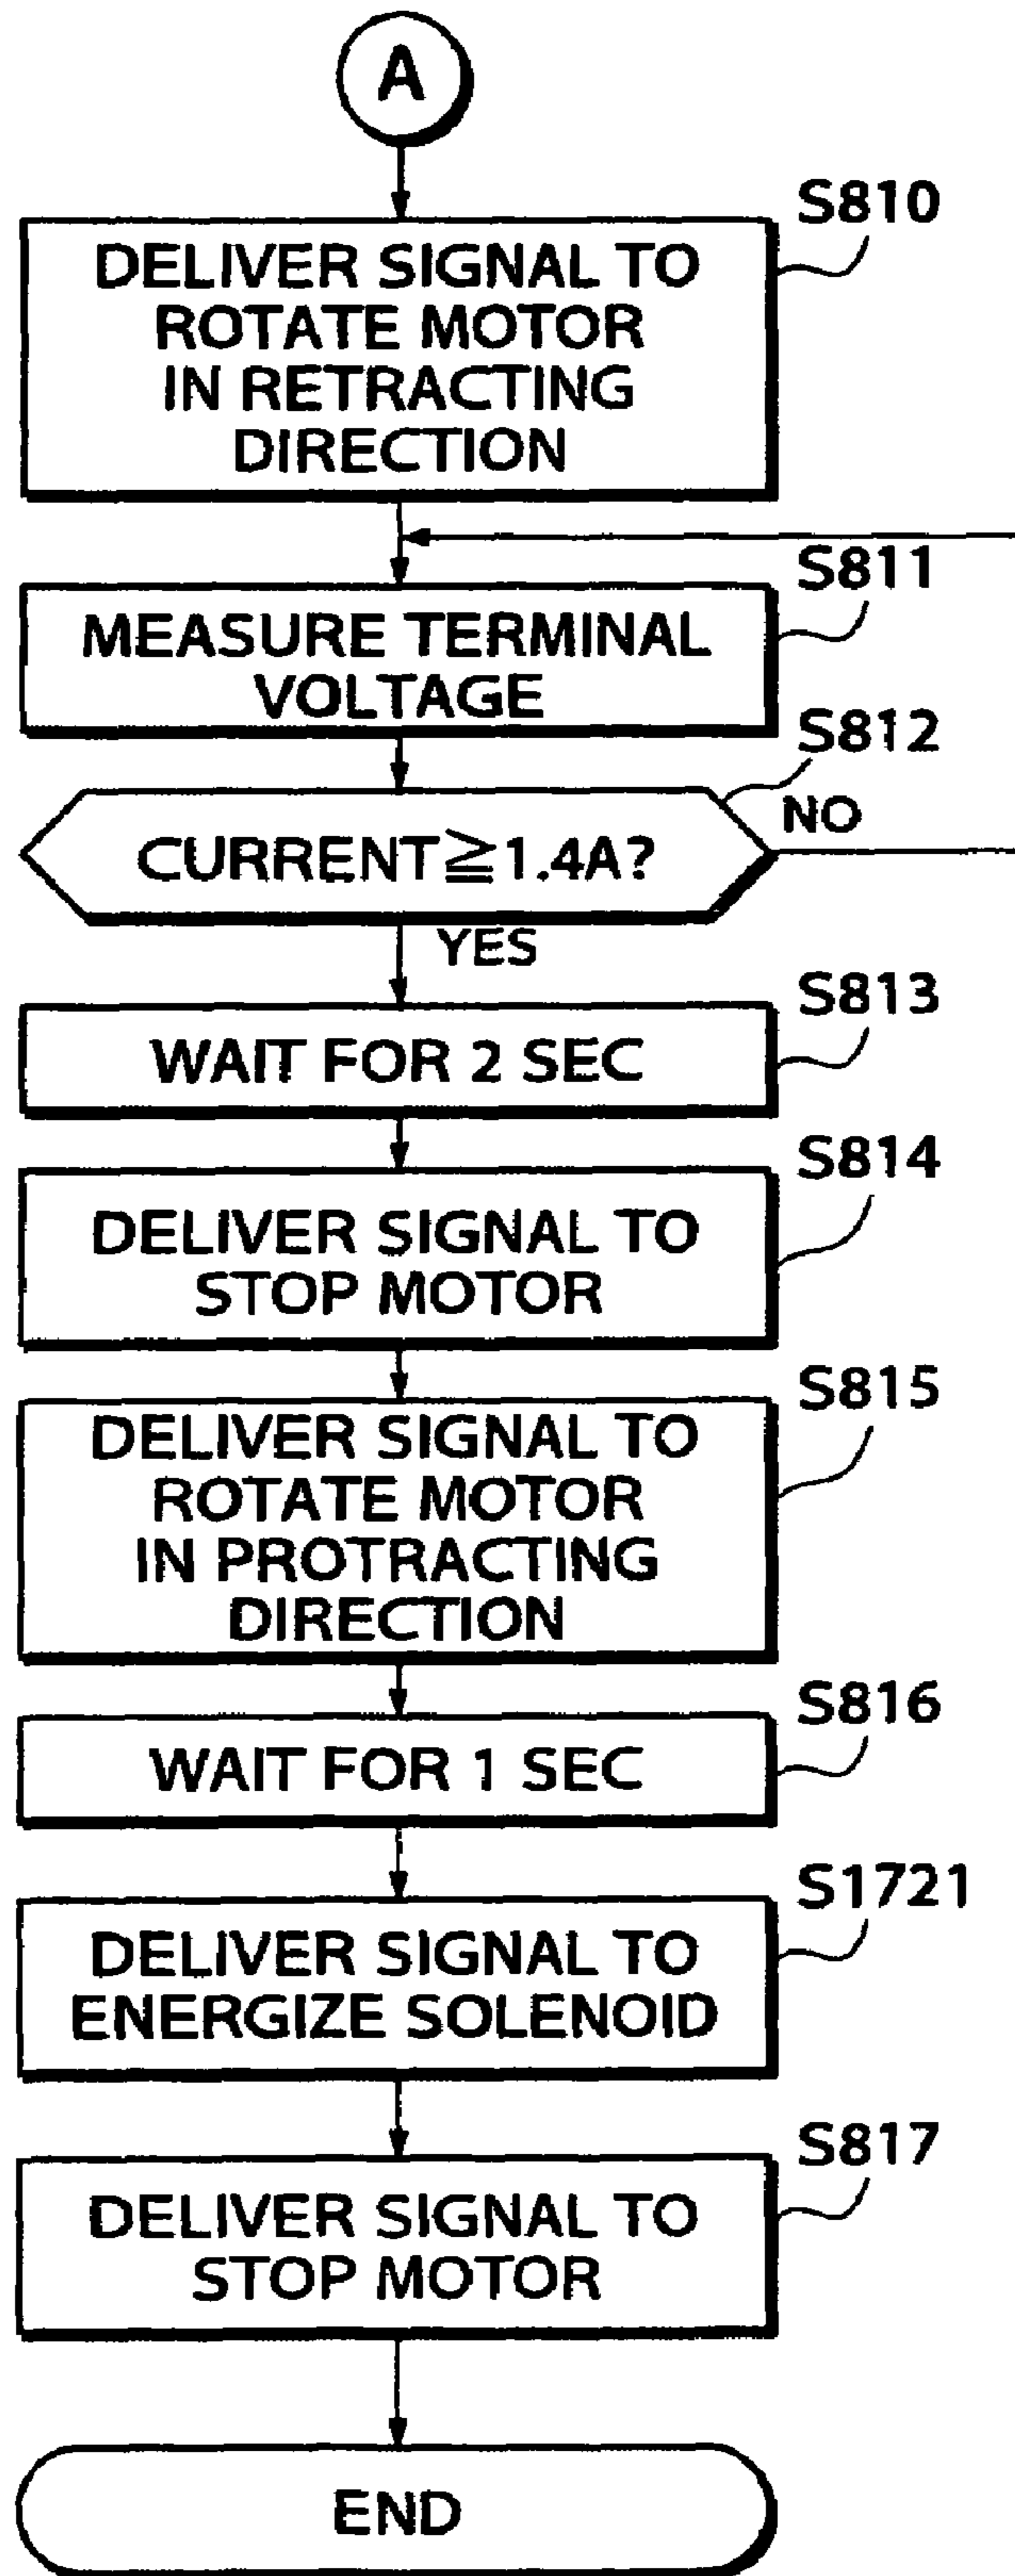 A
S810
DELIVER SIGNAL TO
ROTATE MOTOR
IN RETRACTING
DIRECTION
S811
MEASURE TERMINAL
VOLTAGE
S812
CURRENT≧1.4A?
NO
YES
S813
WAIT FOR 2 SEC
S814
DELIVER SIGNAL TO
STOP MOTOR
S815
DELIVER SIGNAL TO
ROTATE MOTOR
IN PROTRACTING
DIRECTION
S816
WAIT FOR 1 SEC
S1721
DELIVER SIGNAL TO
ENERGIZE SOLENOID
S817
DELIVER SIGNAL TO
STOP MOTOR
END